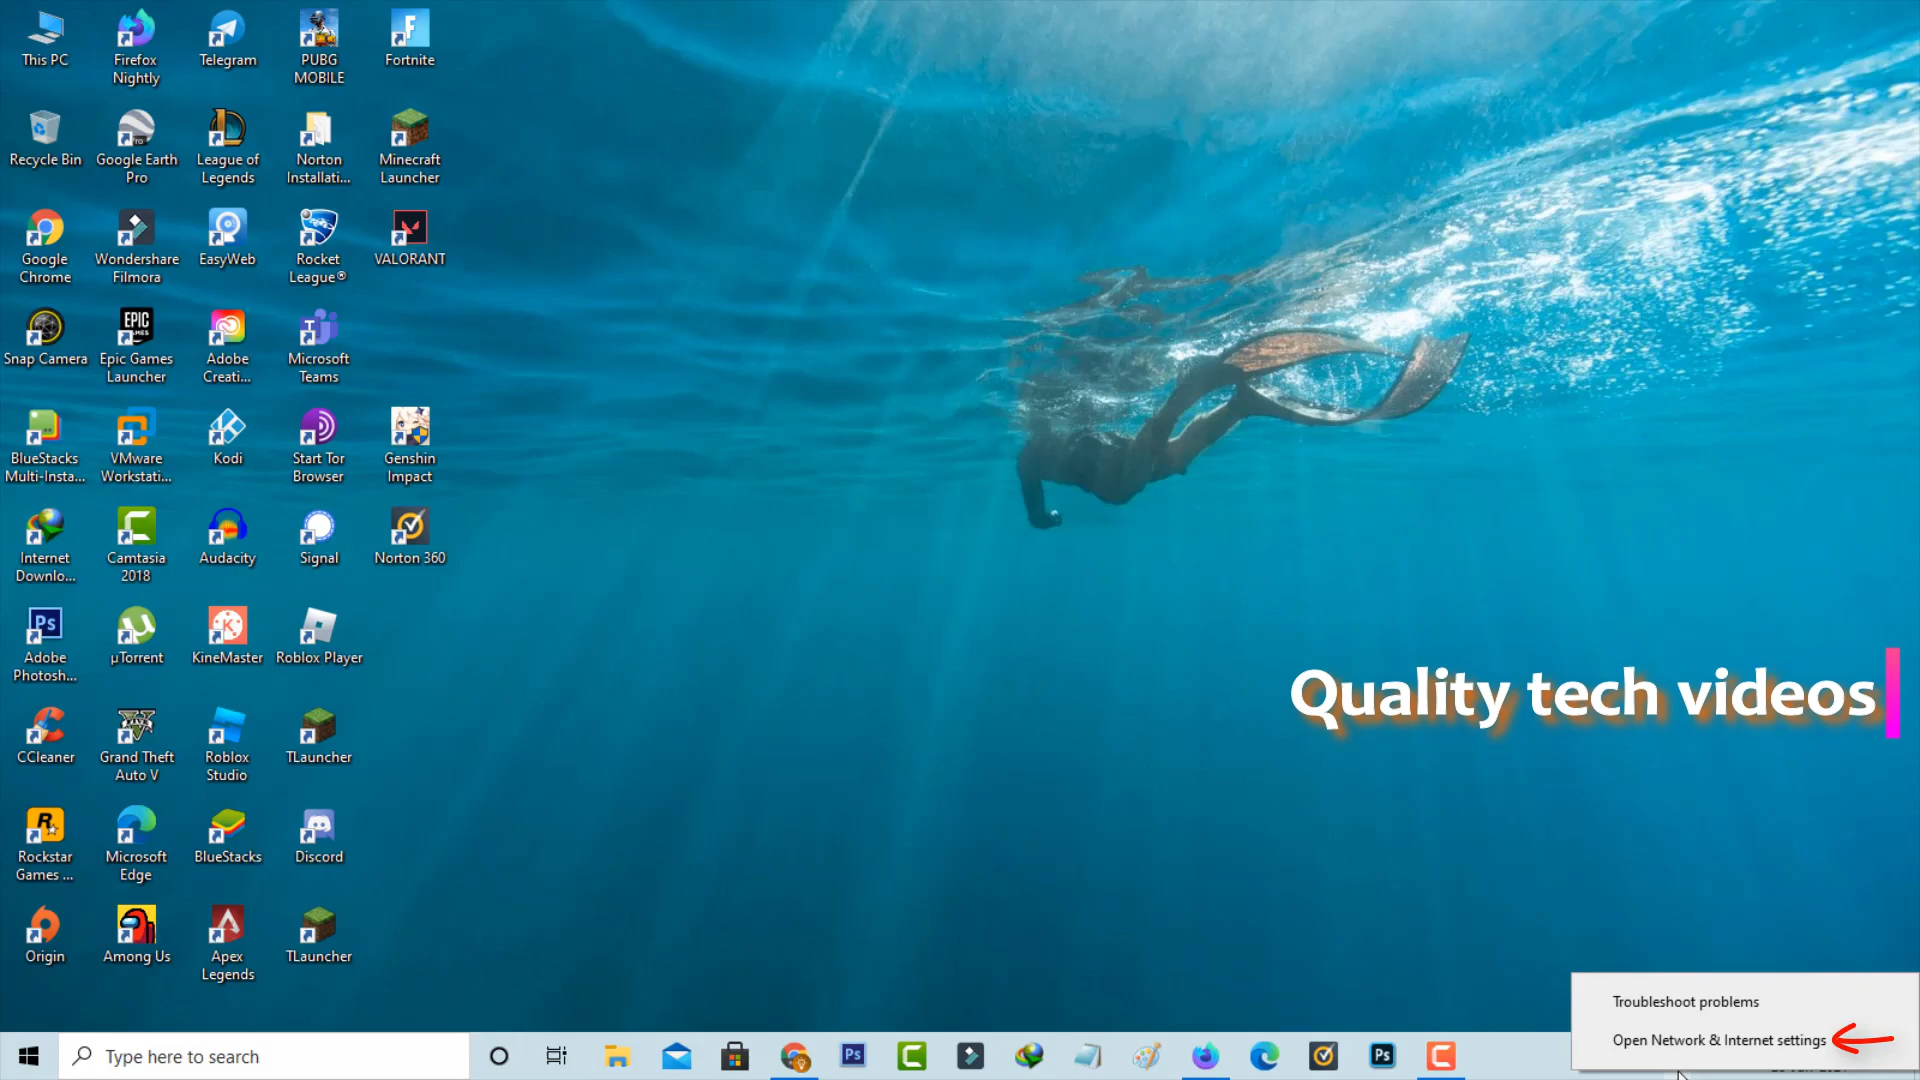 This PC
Firefox
Nightly
Telegram
PUBG
MOBILE
Fortnite
Recycle Bin
Google Earth
Pro
League of
Legends
Norton
Installati...
Minecraft
Launcher
Google
Chrome
Wondershare
Filmora
EasyWeb
Rocket
League®
VALORANT
Snap Camera
Epic Games
Launcher
Adobe
Creati...
Microsoft
Teams
BlueStacks
Multi-Insta...
VMware
Workstati...
Kodi
Start Tor
Browser
Genshin
Impact
Internet
Downlo...
Camtasia
2018
Audacity
Signal
Norton 360
Adobe
Photosh...
µTorrent
KineMaster
Roblox Player
Quality tech videos
CCleaner
Grand Theft
Auto V
Roblox
Studio
TLauncher
Rockstar
Games ...
Microsoft
Edge
BlueStacks
Discord
Origin
Among Us
Apex
Legends
TLauncher
Troubleshoot problems
Open Network & Internet settings
Type here to search